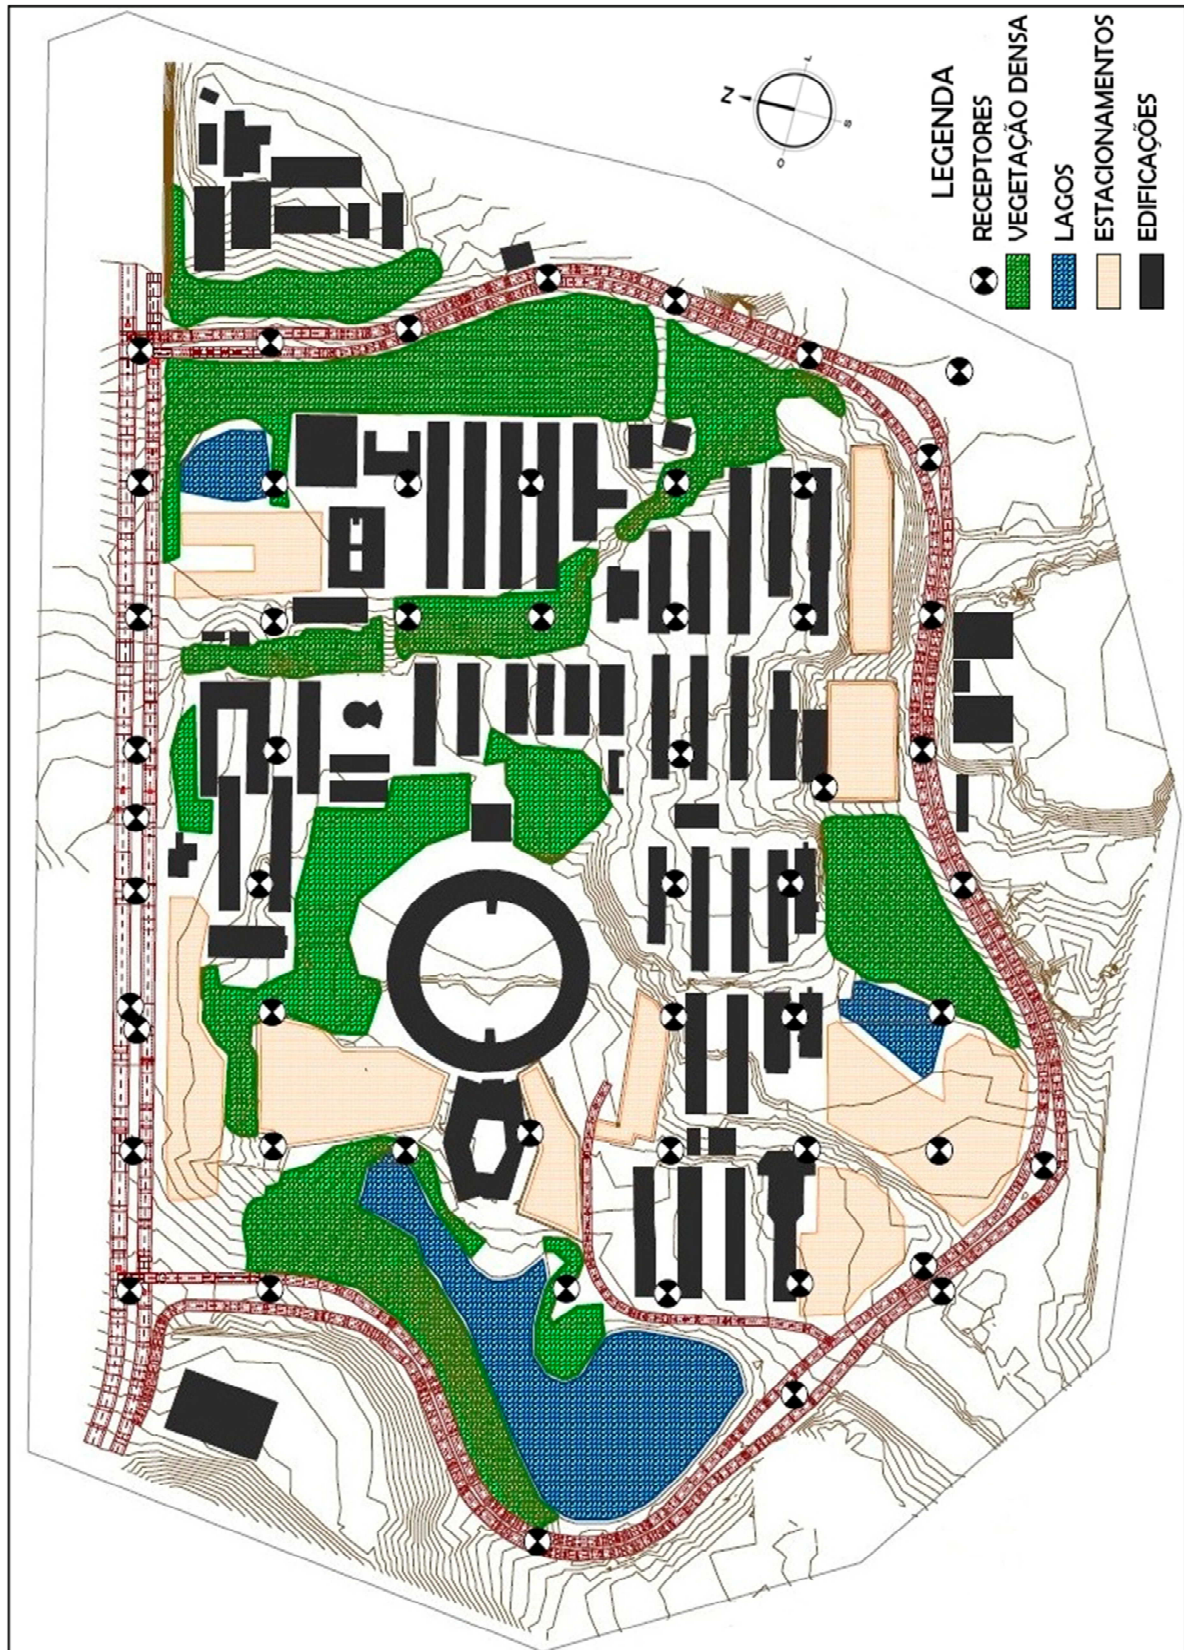 N
L
S
O
LEGENDA
RECEPTORES
VEGETAÇÃO DENSA
LAGOS
ESTACIONAMENTOS
EDIFICAÇÕES